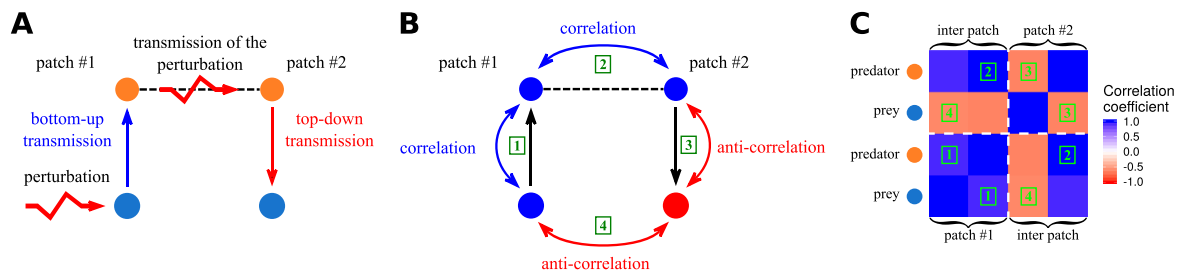 A
transmission of the
perturbation
patch #1
patch #2
bottom-up
transmission
top-down
transmission
perturbation
B
correlation
2
patch #1
patch #2
correlation
1
3
anti-correlation
4
anti-correlation
C
inter patch
patch #2
predator
2
3
prey
4
3
predator
1
2
prey
1
4
patch #1
inter patch
Correlation
coefficient
1.0
0.5
0.0
-0.5
-1.0